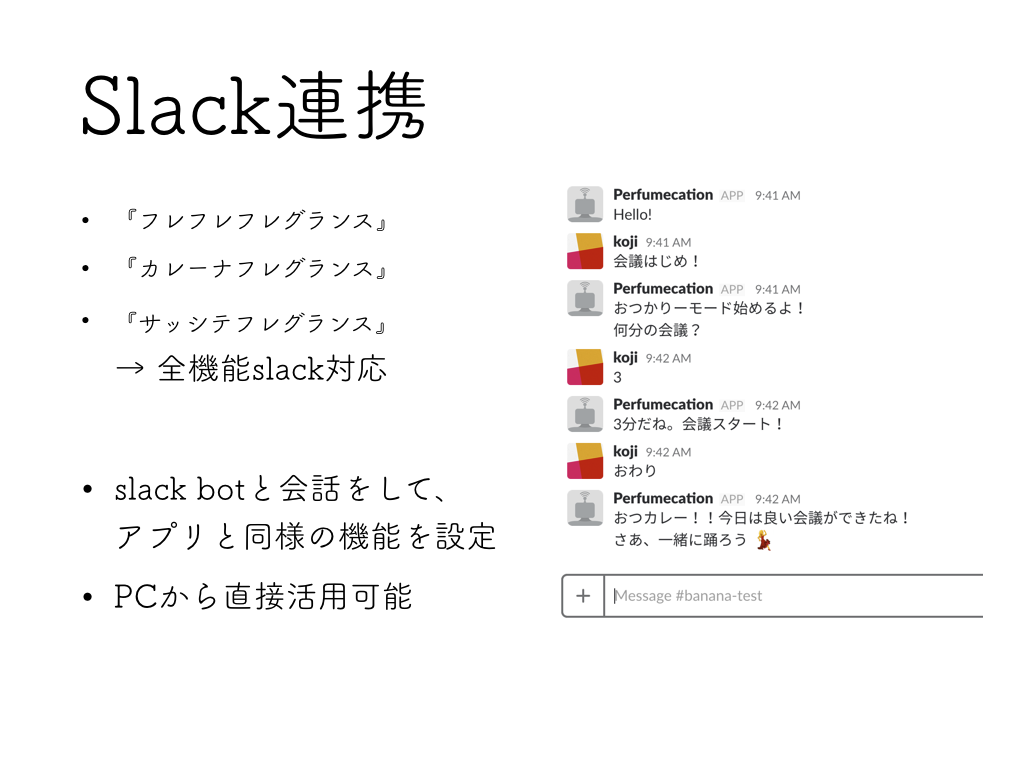 Slack連携
• 『フレフレフレグランス』
• 『カレーナフレグランス』
• 『サッシテフレグランス』
→ 全機能slack対応
• slack botと会話をして、
アプリと同様の機能を設定
• PCから直接活用可能
Perfumecation APP 9:41 AM
Hello!
koji 9:41 AM
会議はじめ！
Perfumecation APP 9:41 AM
おつかりーモード始めるよ！
何分の会議？
koji 9:42 AM
3
Perfumecation APP 9:42 AM
3分だね。会議スタート！
koji 9:42 AM
おわり
Perfumecation APP 9:42 AM
おつカレー！！今日は良い会議ができたね！
さあ、一緒に踊ろう 💃
+ Message #banana-test